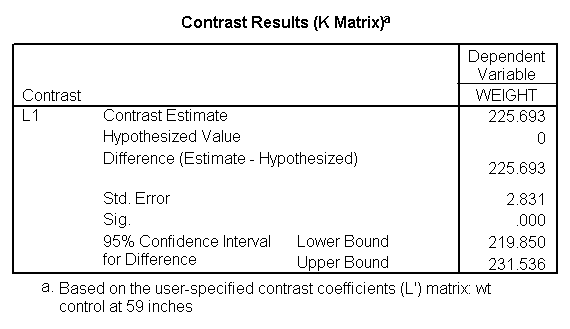 Contrast Results (K Matrix)a
Dependent
Variable
Contrast WEIGHT
L1 Contrast Estimate 225.693
Hypothesized Value 0
Difference (Estimate - Hypothesized) 225.693
Std. Error 2.831
Sig. .000
95% Confidence Interval Lower Bound 219.850
for Difference Upper Bound 231.536
a. Based on the user-specified contrast coefficients (L') matrix: wt
control at 59 inches